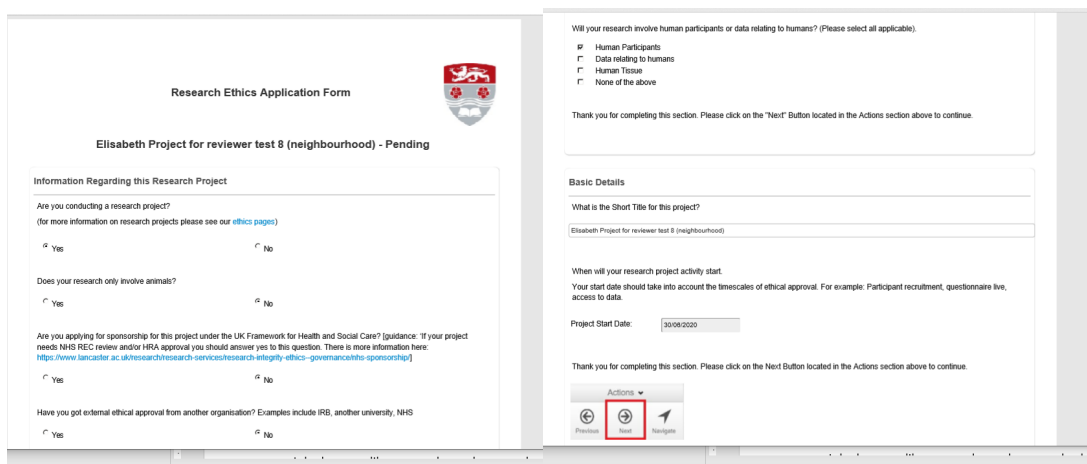 Research Ethics Application Form
Elisabeth Project for reviewer test 8 (neighbourhood) - Pending
Information Regarding this Research Project
Are you conducting a research project?
(for more information on research projects please see our ethics pages)
Yes No
Does your research only involve animals?
Yes No
Are you applying for sponsorship for this project under the UK Framework for Health and Social Care? [guidance: 'If your project
needs NHS REC review and/or HRA approval you should answer yes to this question. There is more information here:
https://www.lancaster.ac.uk/research/research-services/research-integrity-ethics--governance/nhs-sponsorship/]
Yes No
Have you got external ethical approval from another organisation? Examples include IRB, another university, NHS
Yes No
Will your research involve human participants or data relating to humans? (Please select all applicable).
Human Participants
Data relating to humans
Human Tissue
None of the above
Thank you for completing this section. Please click on the "Next" Button located in the Actions section above to continue.
Basic Details
What is the Short Title for this project?
Elisabeth Project for reviewer test 8 (neighbourhood)
When will your research project activity start.
Your start date should take into account the timescales of ethical approval. For example: Participant recruitment, questionnaire live,
access to data.
Project Start Date: 30/08/2020
Thank you for completing this section. Please click on the Next Button located in the Actions section above to continue.
Actions
Previous Next Navigate